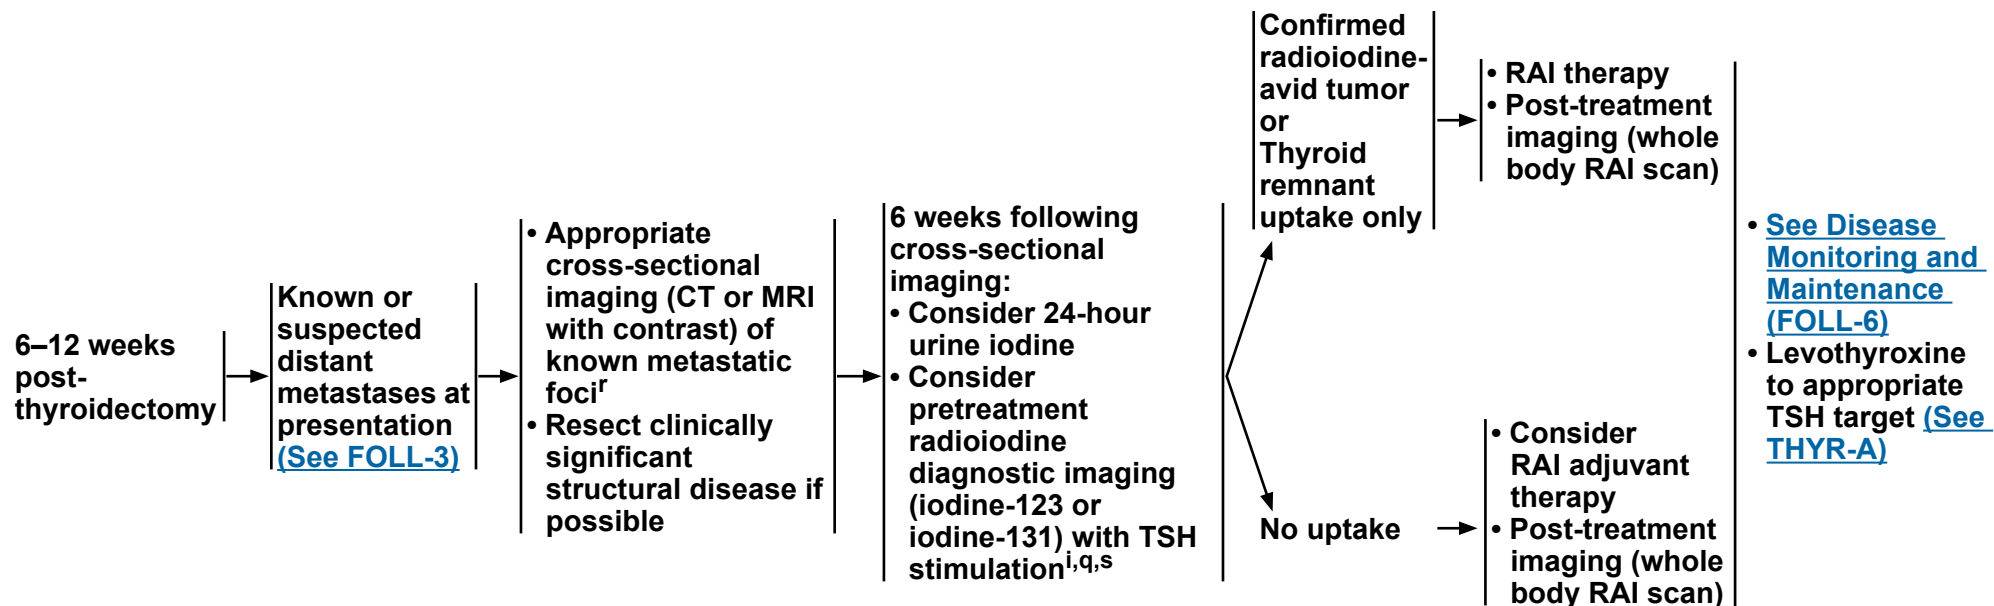 6–12 weeks
post-
thyroidectomy
Known or
suspected
distant
metastases at
presentation
(See FOLL-3)
• Appropriate
cross-sectional
imaging (CT or MRI
with contrast) of
known metastatic
foci^r
• Resect clinically
significant
structural disease if
possible
6 weeks following
cross-sectional
imaging:
• Consider 24-hour
urine iodine
• Consider
pretreatment
radioiodine
diagnostic imaging
(iodine-123 or
iodine-131) with TSH
stimulation^i,q,s
Confirmed
radioiodine-
avid tumor
or
Thyroid
remnant
uptake only
• RAI therapy
• Post-treatment
imaging (whole
body RAI scan)
No uptake
• Consider
RAI adjuvant
therapy
• Post-treatment
imaging (whole
body RAI scan)
• See Disease
Monitoring and
Maintenance
(FOLL-6)
• Levothyroxine
to appropriate
TSH target (See
THYR-A)